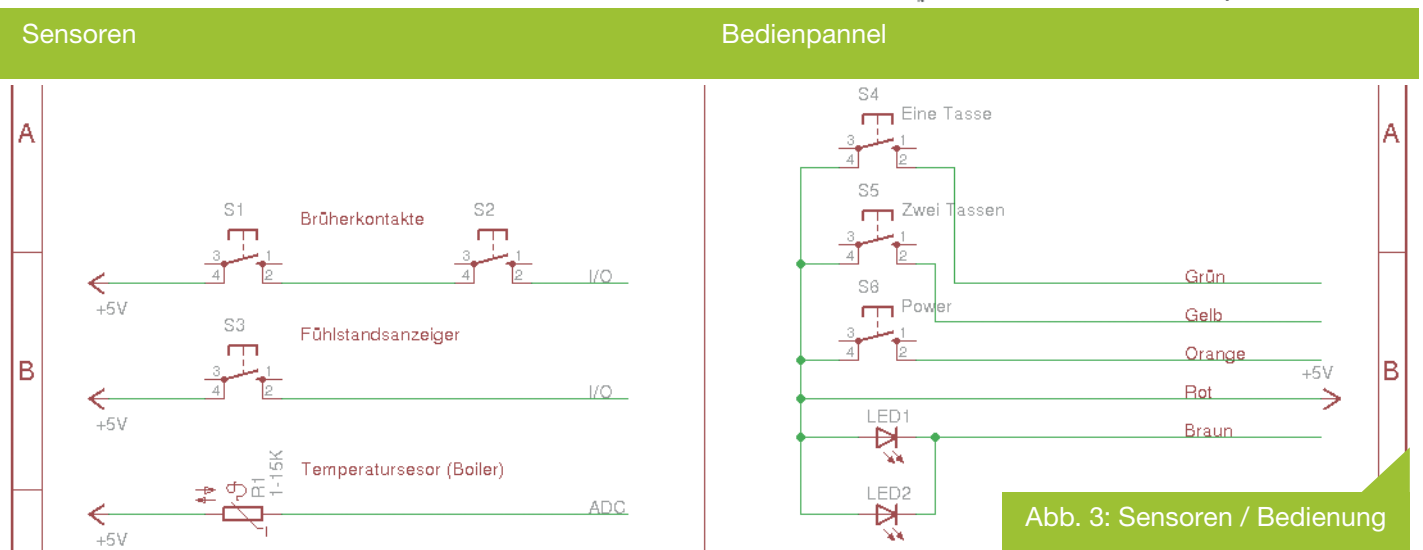 Sensoren
Bedienpannel
A
S1
Brüherkontakte
S2
3
1
4
2
3
1
4
2
I/O
+5V
S3
Fühlstandsanzeiger
B
3
1
4
2
I/O
+5V
Temperatursesor (Boiler)
R1
1-15K
ADC
+5V
S4
Eine Tasse
A
3
1
4
2
S5
Zwei Tassen
3
1
4
2
Grün
S6
Power
Gelb
3
1
4
2
Orange
+5V
B
Rot
LED1
Braun
LED2
Abb. 3: Sensoren / Bedienung